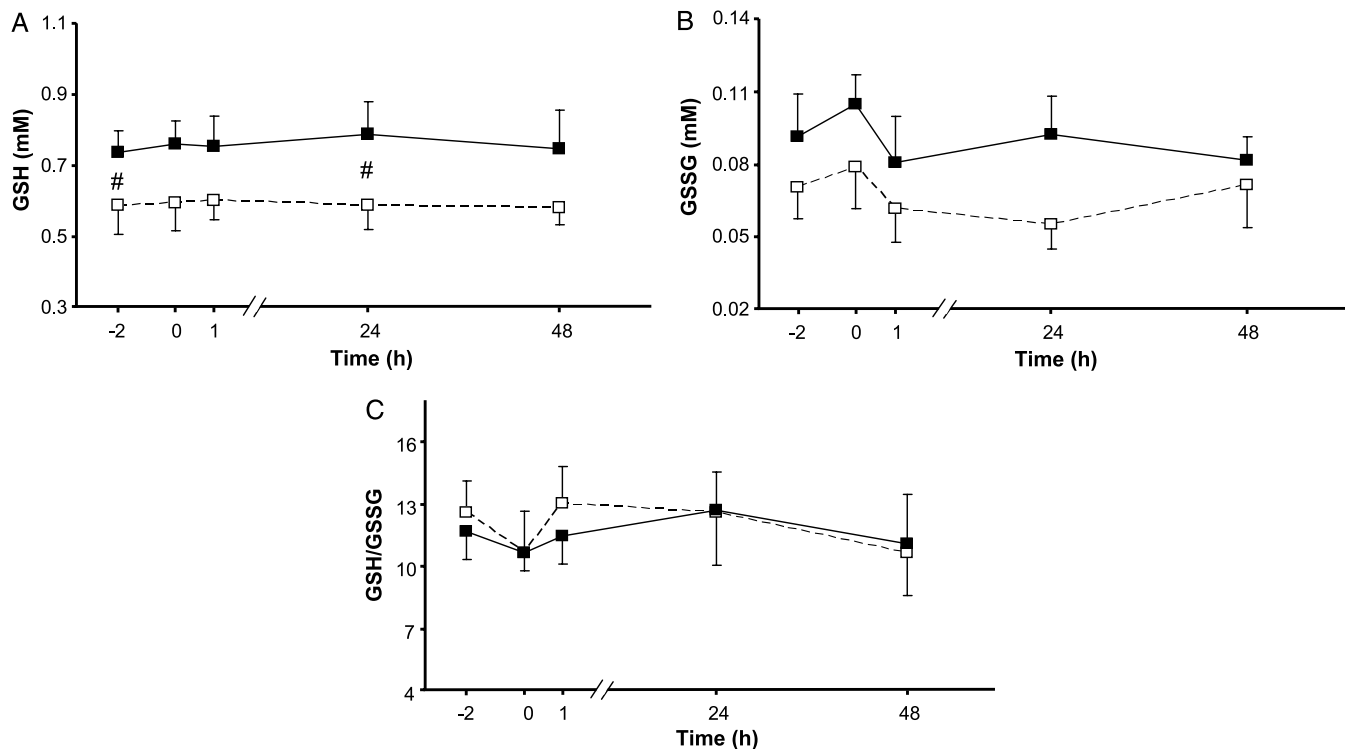 A
GSH (mM)
1.1
0.9
0.7
0.5
0.3
#
#
-2 0 1 24 48
Time (h)
B
GSSG (mM)
0.14
0.11
0.08
0.05
0.02
-2 0 1 24 48
Time (h)
C
GSH/GSSG
16
13
10
7
4
-2 0 1 24 48
Time (h)